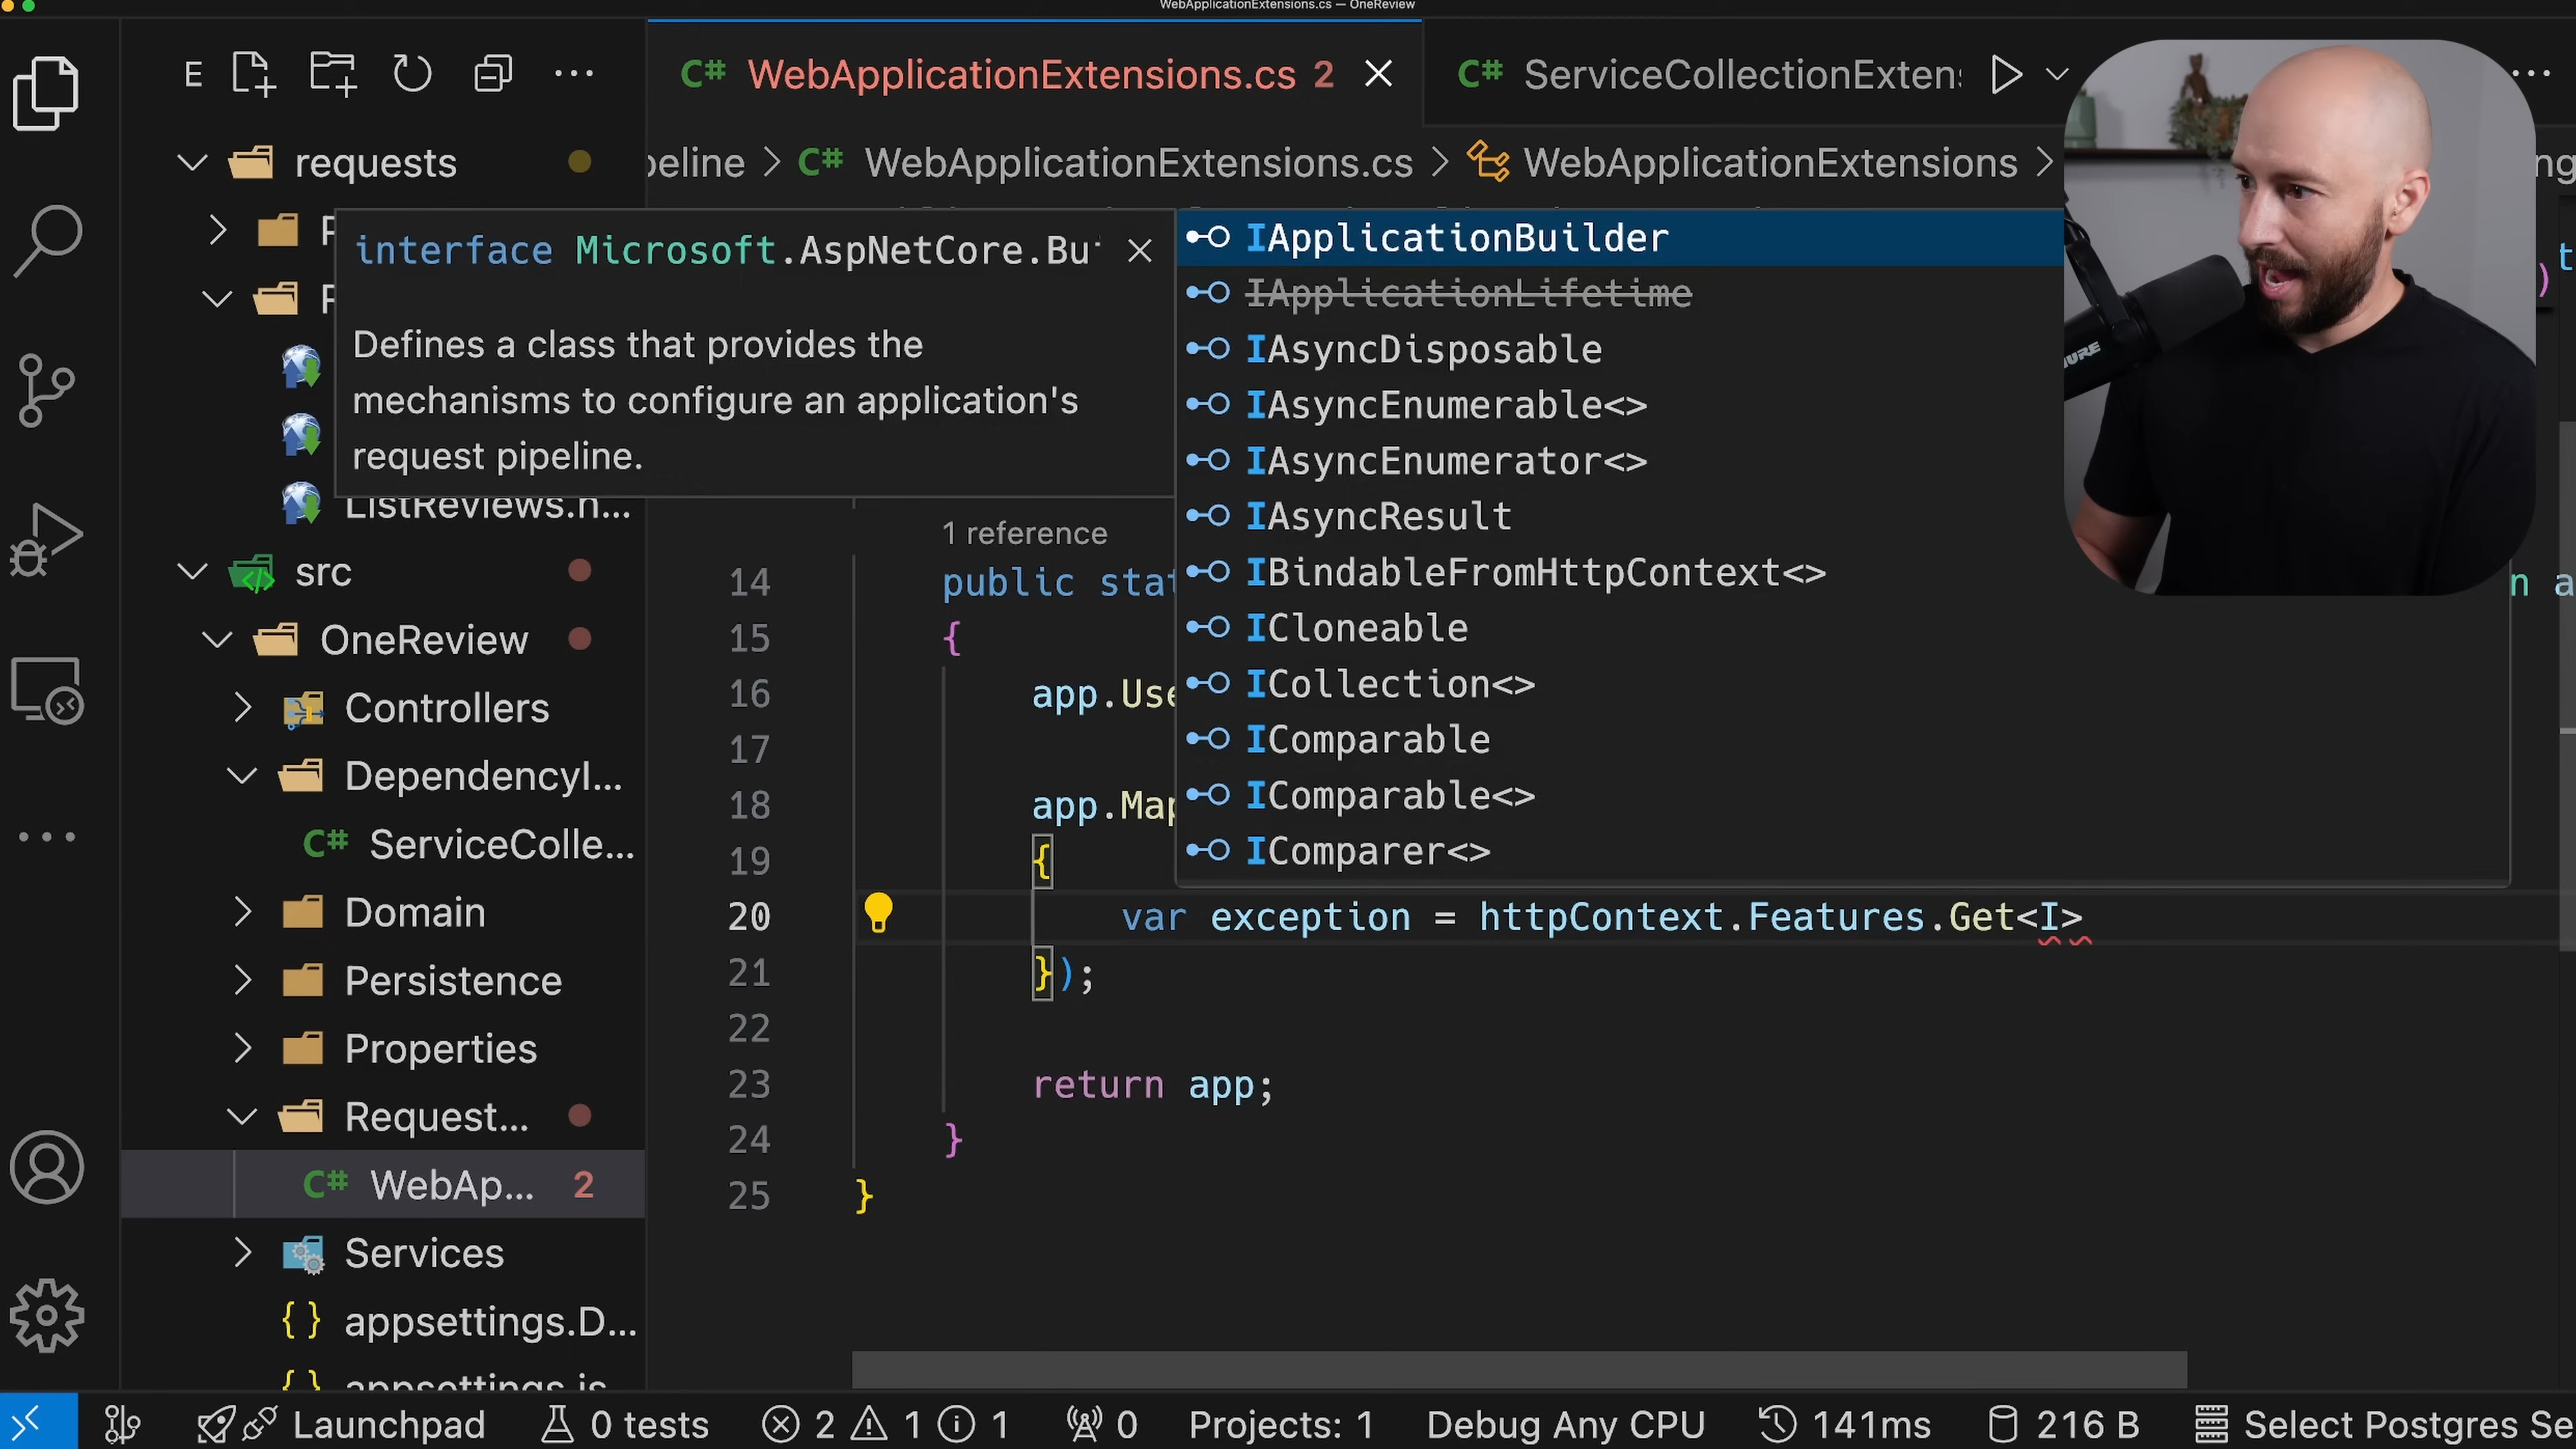 WebApplicationExtensions.cs — OneReview
E
WebApplicationExtensions.cs 2
ServiceCollectionExten
requests
peline > WebApplicationExtensions.cs > WebApplicationExtensions >
ng
interface Microsoft.AspNetCore.Bu
Defines a class that provides the
mechanisms to configure an application's
request pipeline.
IApplicationBuilder
IApplicationLifetime
IAsyncDisposable
IAsyncEnumerable<>
IAsyncEnumerator<>
IAsyncResult
IBindableFromHttpContext<>
ICloneable
ICollection<>
IComparable
IComparable<>
IComparer<>
ListReviews.h...
src
OneReview
Controllers
DependencyI...
ServiceColle...
Domain
Persistence
Properties
Request...
WebAp... 2
Services
appsettings.D...
appsettings.js
1 reference
14 public stat
n a
15 {
16 app.Use
17
18 app.Map
19 {
20 var exception = httpContext.Features.Get<I>
21 });
22
23 return app;
24 }
25 }
SHURE
Launchpad 0 tests 2 1 1 0 Projects: 1 Debug Any CPU 141ms 216 B Select Postgres Se